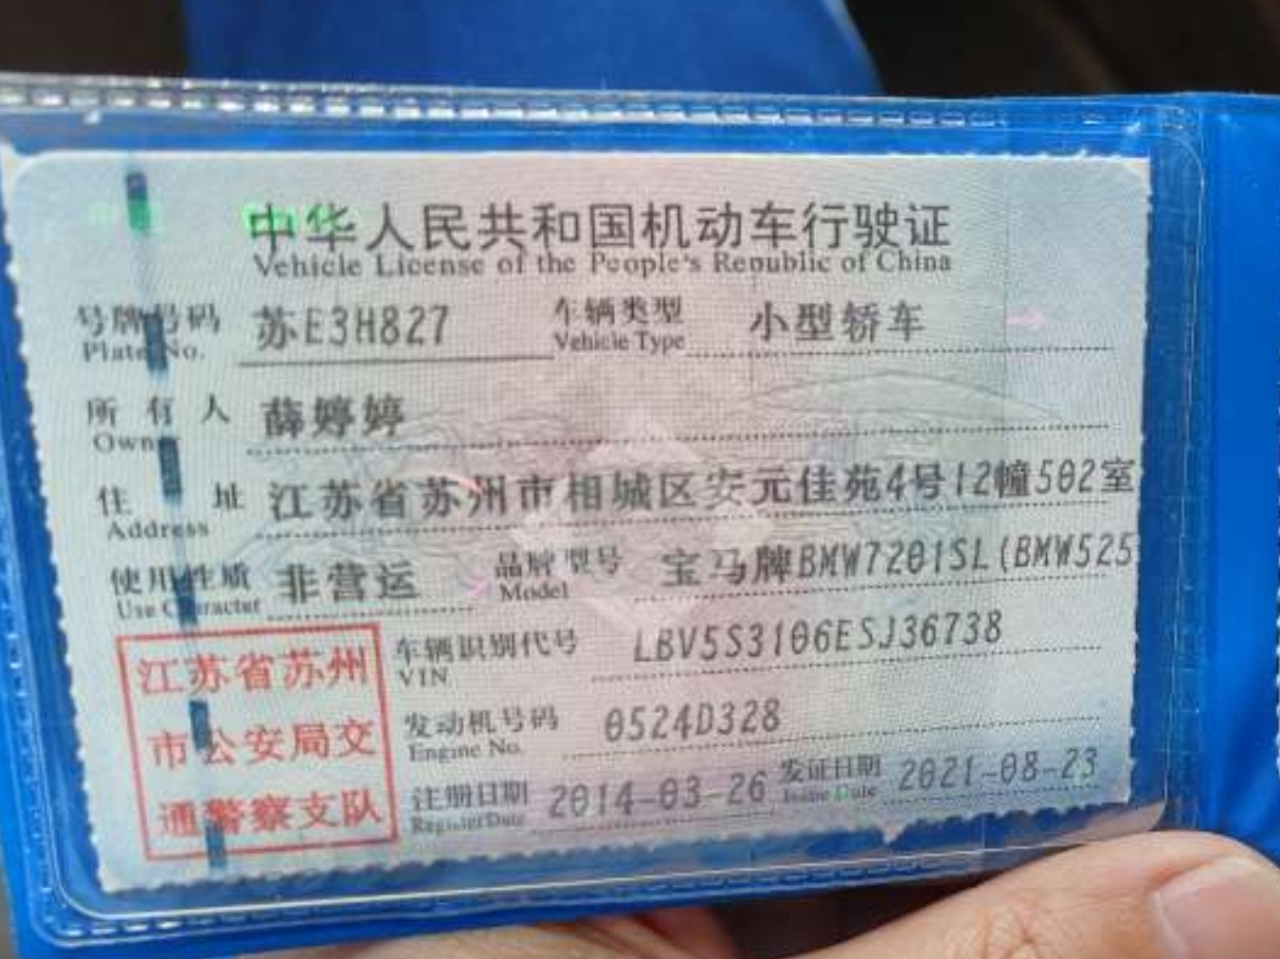 中华人民共和国机动车行驶证
Vehicle License of the People's Republic of China
号牌号码 苏E3H827 车辆类型 小型轿车
Plate No. Vehicle Type
所有人 薛婷婷
Owner
住址 江苏省苏州市相城区安元佳苑4号12幢502室
Address
使用性质 非营运 品牌型号 宝马牌BMW7201SL(BMW525
Use Character Model
江苏省苏州
市公安局交
通警察支队
车辆识别代号 LBV5S3106ESJ36738
VIN
发动机号码 0524D328
Engine No.
注册日期 2014-03-26 发证日期 2021-08-23
Register Date Issue Date